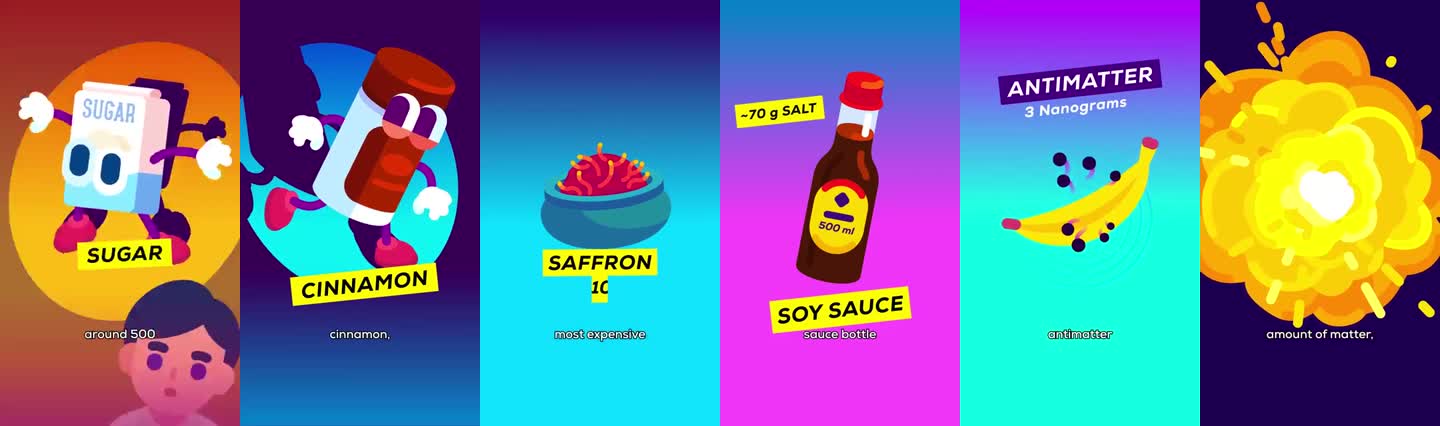 SUGAR
SUGAR
around 500
CINNAMON
cinnamon,
SAFFRON
10
most expensive
~70 g SALT
500 ml
SOY SAUCE
sauce bottle
ANTIMATTER
3 Nanograms
antimatter
amount of matter,